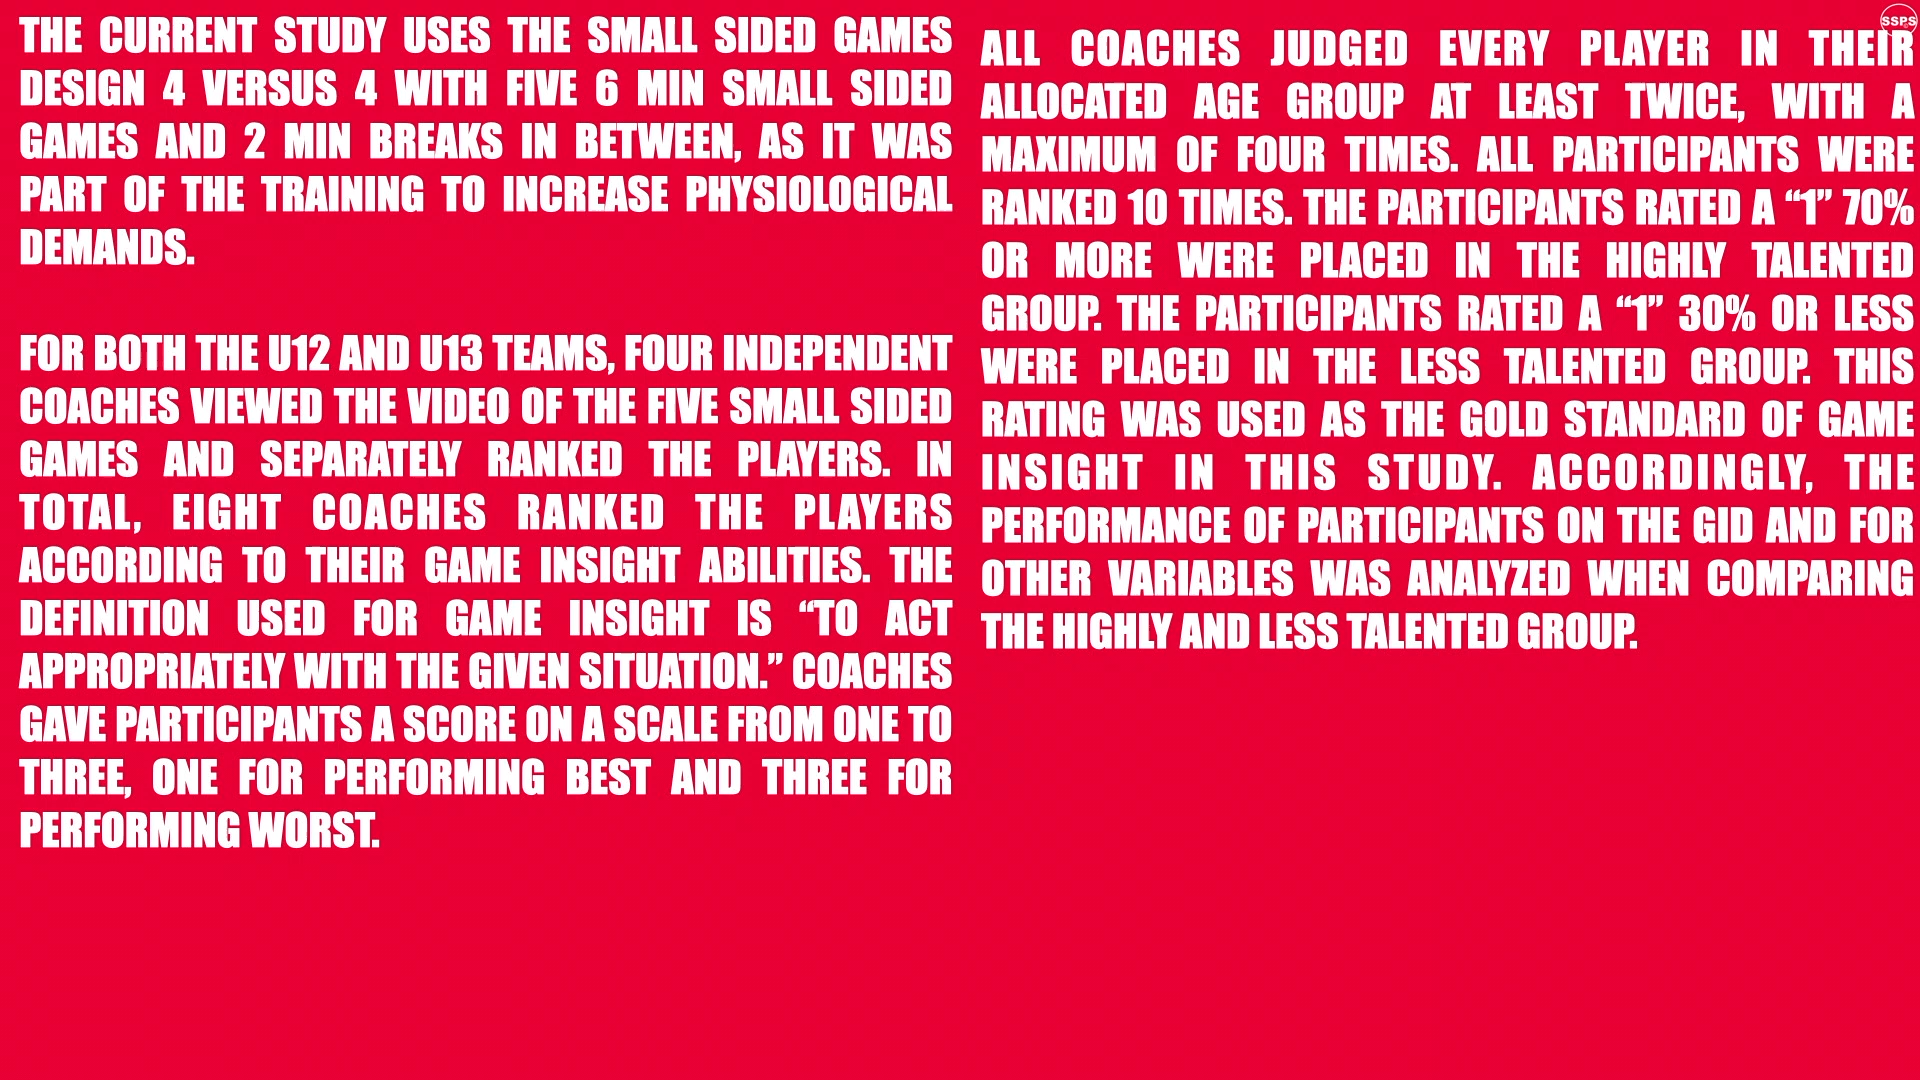 THE CURRENT STUDY USES THE SMALL SIDED GAMES
DESIGN 4 VERSUS 4 WITH FIVE 6 MIN SMALL SIDED
GAMES AND 2 MIN BREAKS IN BETWEEN, AS IT WAS
PART OF THE TRAINING TO INCREASE PHYSIOLOGICAL
DEMANDS.
FOR BOTH THE U12 AND U13 TEAMS, FOUR INDEPENDENT
COACHES VIEWED THE VIDEO OF THE FIVE SMALL SIDED
GAMES AND SEPARATELY RANKED THE PLAYERS. IN
TOTAL, EIGHT COACHES RANKED THE PLAYERS
ACCORDING TO THEIR GAME INSIGHT ABILITIES. THE
DEFINITION USED FOR GAME INSIGHT IS “TO ACT
APPROPRIATELY WITH THE GIVEN SITUATION.” COACHES
GAVE PARTICIPANTS A SCORE ON A SCALE FROM ONE TO
THREE, ONE FOR PERFORMING BEST AND THREE FOR
PERFORMING WORST.
SSPS
ALL COACHES JUDGED EVERY PLAYER IN THEIR
ALLOCATED AGE GROUP AT LEAST TWICE, WITH A
MAXIMUM OF FOUR TIMES. ALL PARTICIPANTS WERE
RANKED 10 TIMES. THE PARTICIPANTS RATED A “1” 70%
OR MORE WERE PLACED IN THE HIGHLY TALENTED
GROUP. THE PARTICIPANTS RATED A “1” 30% OR LESS
WERE PLACED IN THE LESS TALENTED GROUP. THIS
RATING WAS USED AS THE GOLD STANDARD OF GAME
INSIGHT IN THIS STUDY. ACCORDINGLY, THE
PERFORMANCE OF PARTICIPANTS ON THE GID AND FOR
OTHER VARIABLES WAS ANALYZED WHEN COMPARING
THE HIGHLY AND LESS TALENTED GROUP.